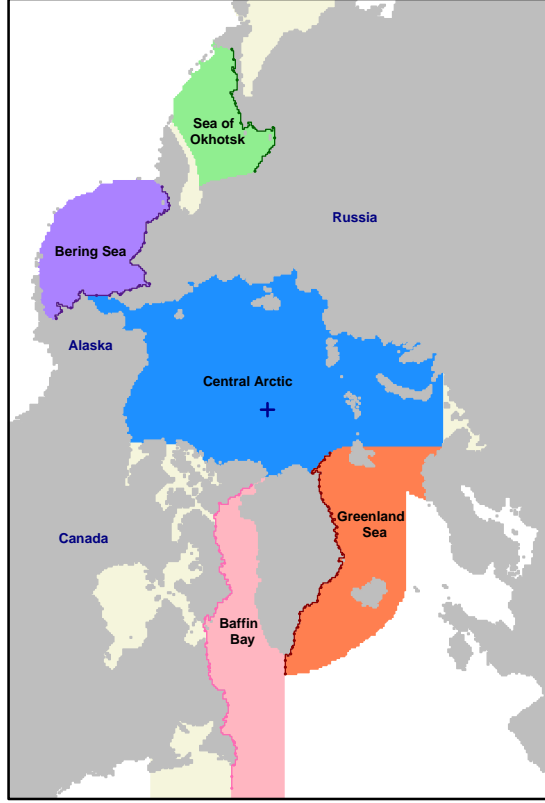 Sea of
Okhotsk
Russia
Bering Sea
Alaska
Central Arctic
Greenland
Sea
Canada
Baffin
Bay